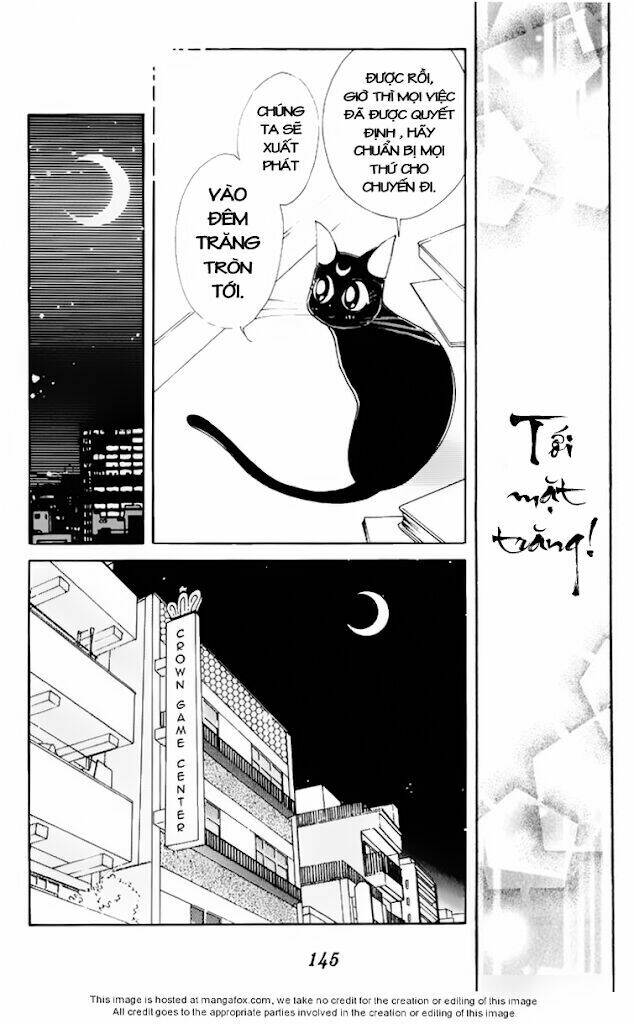 Tới
mặt
trăng!
ĐƯỢC RỒI,
GIỜ THÌ MỌI VIỆC
ĐÃ ĐƯỢC QUYẾT
ĐỊNH , HÃY
CHUẨN BỊ MỌI
THỨ CHO
CHUYẾN ĐI.
CHÚNG
TA SẼ
XUẤT
PHÁT
VÀO
ĐÊM
TRĂNG
TRÒN
TỚI.
CROWN GAME CENTER
145
This image is hosted at mangafox.com, we take no credit for the creation or editing of this image
All credit goes to the appropriate parties involved in the creation or editing of this image.